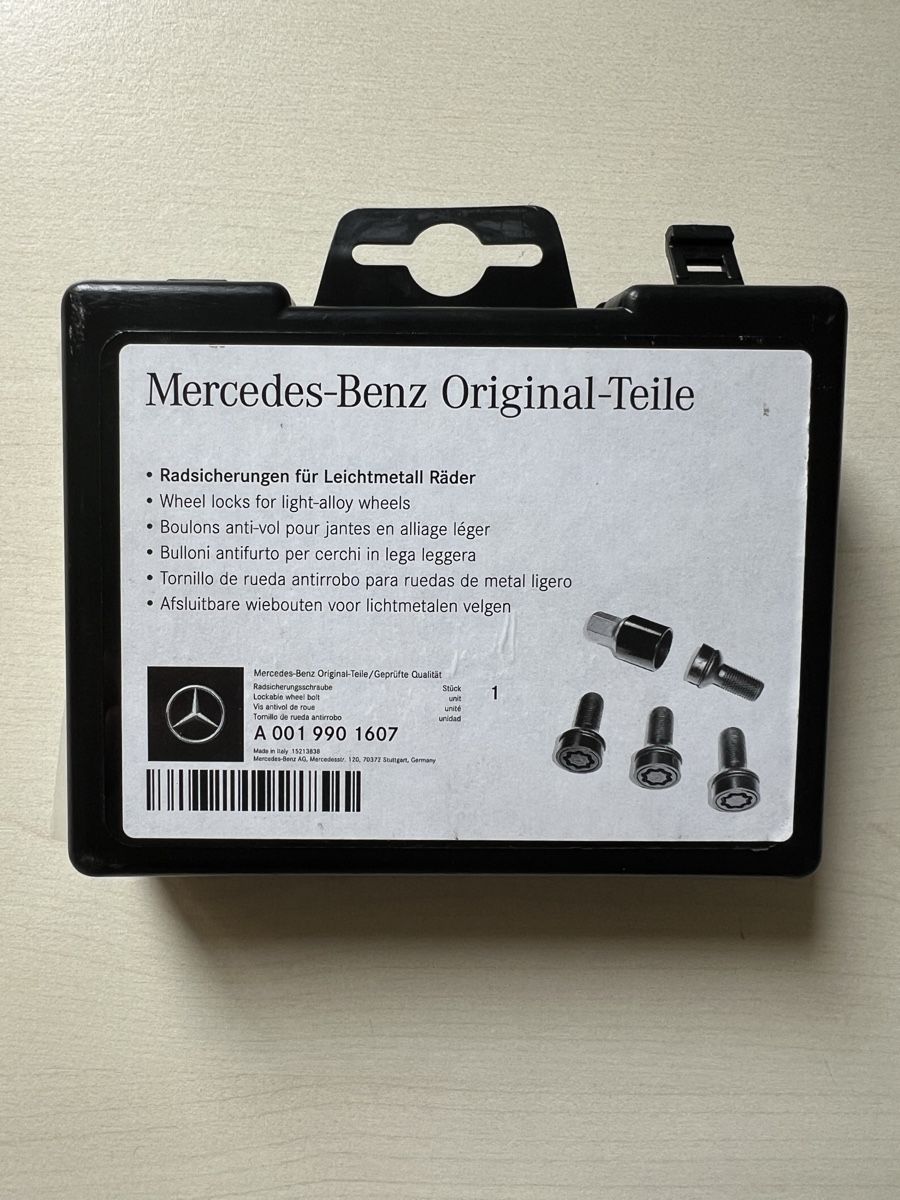 Mercedes-Benz Original-Teile
• Radsicherungen für Leichtmetall Räder
• Wheel locks for light-alloy wheels
• Boulons anti-vol pour jantes en alliage léger
• Bulloni antifurto per cerchi in lega leggera
• Tornillo de rueda antirrobo para ruedas de metal ligero
• Afsluitbare wiebouten voor lichtmetalen velgen
Mercedes-Benz Original-Teile/Geprüfte Qualität
Radsicherungsschraube Stück
Lockable wheel bolt unit 1
Vis antivol de roue unité
Tornillo de rueda antirrobo unidad
A 001 990 1607
Made in Italy 15213838
Mercedes-Benz AG, Mercedesstr. 120, 70372 Stuttgart, Germany